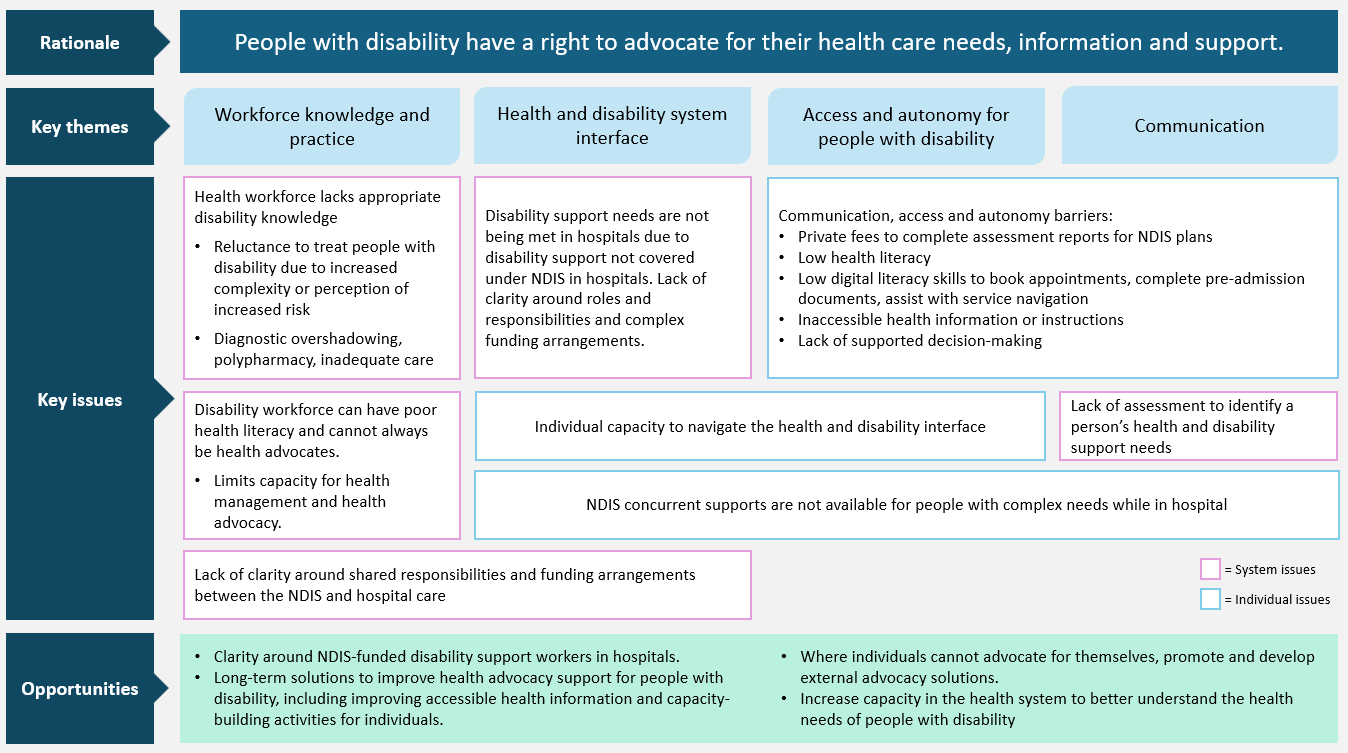 Rationale
People with disability have a right to advocate for their health care needs, information and support.
Key themes
Workforce knowledge and
practice
Health and disability system
interface
Access and autonomy for
people with disability
Communication
Key issues
Health workforce lacks appropriate
disability knowledge
• Reluctance to treat people with
disability due to increased
complexity or perception of
increased risk
• Diagnostic overshadowing,
polypharmacy, inadequate care
Disability support needs are not
being met in hospitals due to
disability support not covered
under NDIS in hospitals. Lack of
clarity around roles and
responsibilities and complex
funding arrangements.
Communication, access and autonomy barriers:
• Private fees to complete assessment reports for NDIS plans
• Low health literacy
• Low digital literacy skills to book appointments, complete pre-admission
documents, assist with service navigation
• Inaccessible health information or instructions
• Lack of supported decision-making
Disability workforce can have poor
health literacy and cannot always
be health advocates.
• Limits capacity for health
management and health
advocacy.
Individual capacity to navigate the health and disability interface
Lack of assessment to identify a
person’s health and disability
support needs
NDIS concurrent supports are not available for people with complex needs while in hospital
Lack of clarity around shared responsibilities and funding arrangements
between the NDIS and hospital care
= System issues
= Individual issues
Opportunities
• Clarity around NDIS-funded disability support workers in hospitals.
• Long-term solutions to improve health advocacy support for people with
disability, including improving accessible health information and capacity-
building activities for individuals.
• Where individuals cannot advocate for themselves, promote and develop
external advocacy solutions.
• Increase capacity in the health system to better understand the health
needs of people with disability